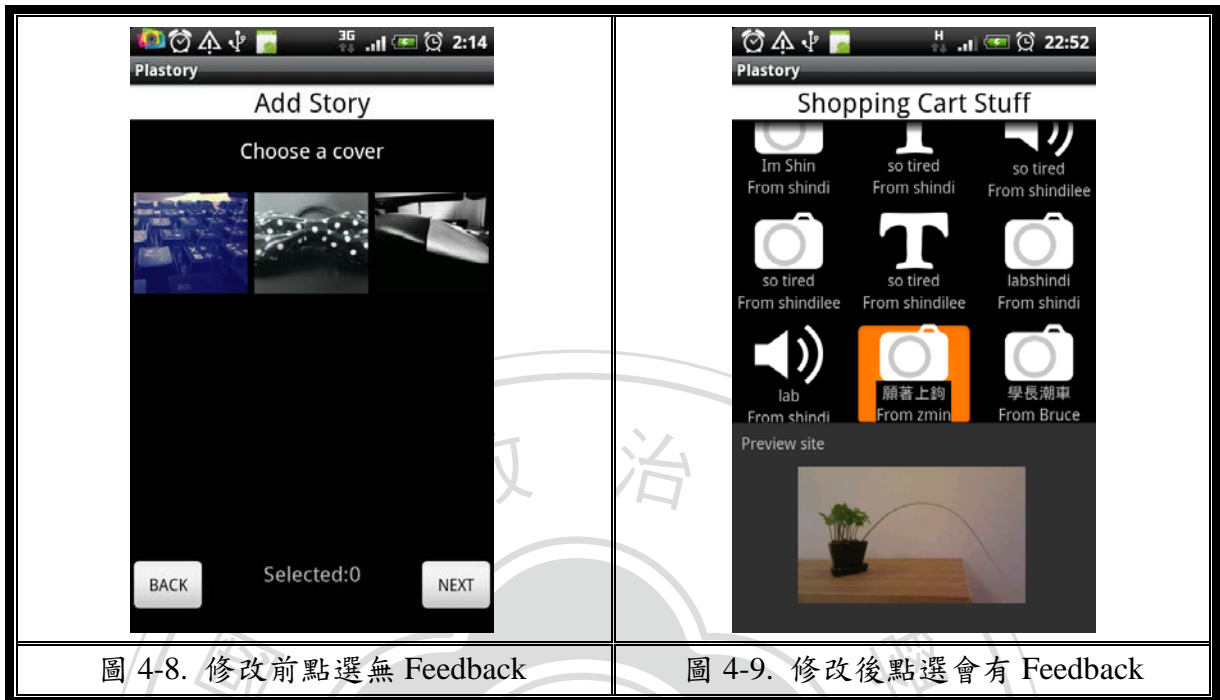 3G 2:14
Plastory
Add Story
Choose a cover
BACK
Selected:0
NEXT
圖 4-8. 修改前點選無 Feedback
H 22:52
Plastory
Shopping Cart Stuff
Im Shin
From shindi
so tired
From shindi
so tired
From shindilee
so tired
From shindilee
so tired
From shindilee
labshindi
From shindi
lab
From shindi
願者上鉤
From zmin
學長潮車
From Bruce
Preview site
圖 4-9. 修改後點選會有 Feedback
政 治